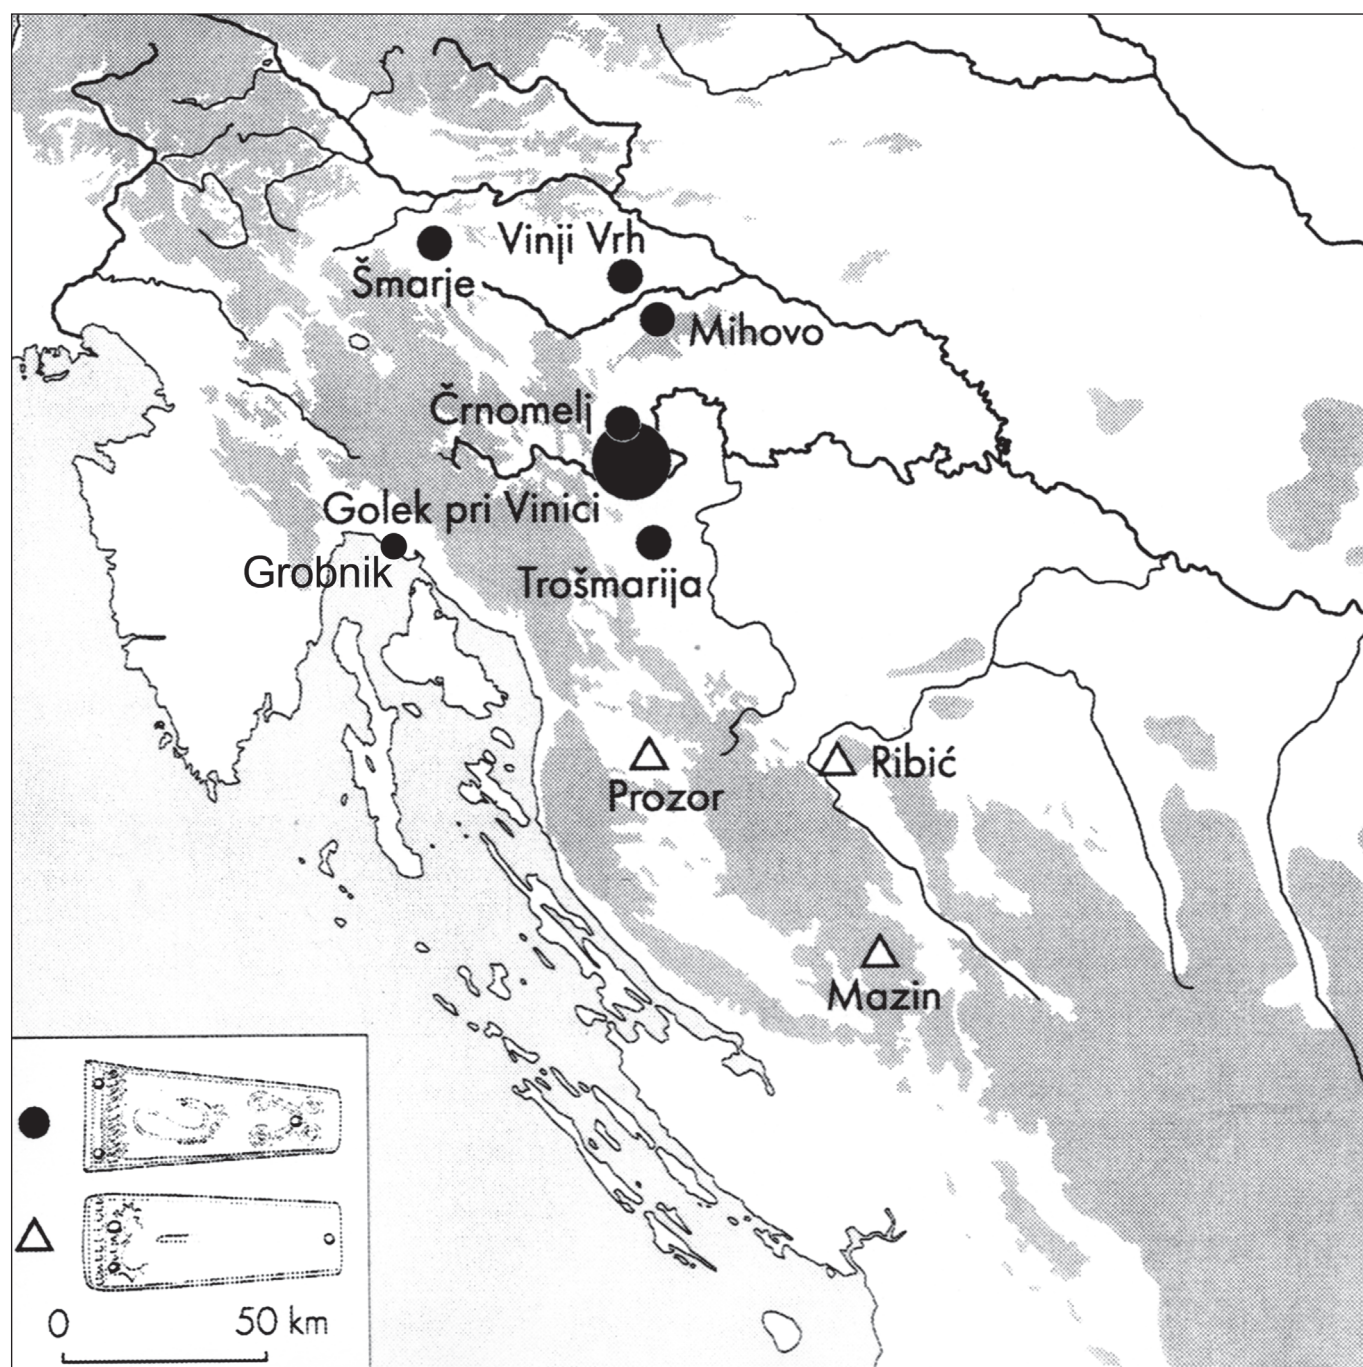 Vinji Vrh
Šmarje
Mihovo
Črnomelj
Golek pri Vinici
Grobnik
Trošmarija
Prozor
Ribić
Mazin
0 50 km